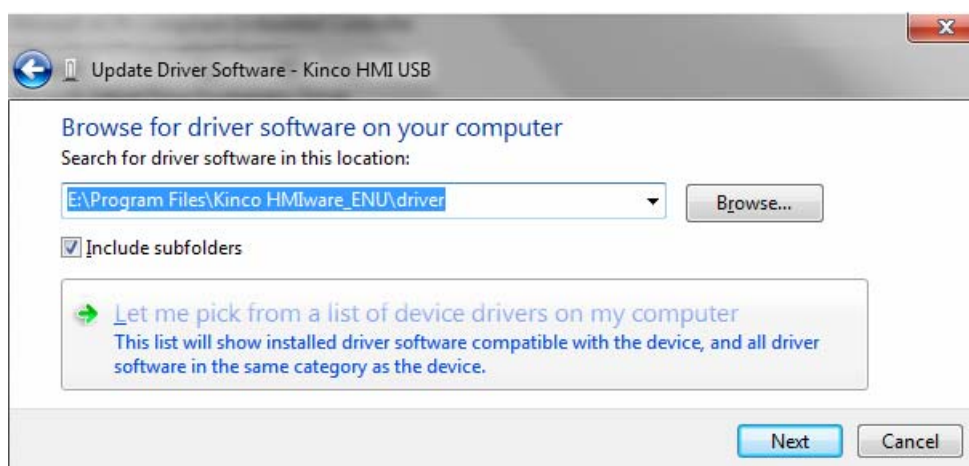 Update Driver Software - Kinco HMI USB
Browse for driver software on your computer
Search for driver software in this location:
E:\Program Files\Kinco HMIware_ENU\driver
Browse...
Include subfolders
Let me pick from a list of device drivers on my computer
This list will show installed driver software compatible with the device, and all driver
software in the same category as the device.
Next
Cancel